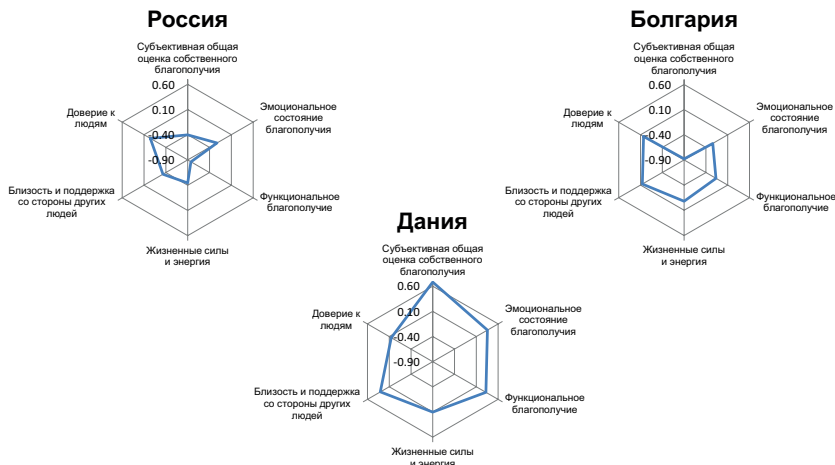 Россия
Субъективная общая
оценка собственного
благополучия
0.60
0.10
-0.40
-0.90
Эмоциональное
состояние
благополучия
Функциональное
благополучие
Жизненные силы
и энергия
Близость и поддержка
со стороны других
людей
Доверие к
людям
Болгария
Субъективная общая
оценка собственного
благополучия
0.60
0.10
-0.40
-0.90
Эмоциональное
состояние
благополучия
Функциональное
благополучие
Жизненные силы
и энергия
Близость и поддержка
со стороны других
людей
Доверие к
людям
Дания
Субъективная общая
оценка собственного
благополучия
0.60
0.10
-0.40
-0.90
Эмоциональное
состояние
благополучия
Функциональное
благополучие
Жизненные силы
и энергия
Близость и поддержка
со стороны других
людей
Доверие к
людям